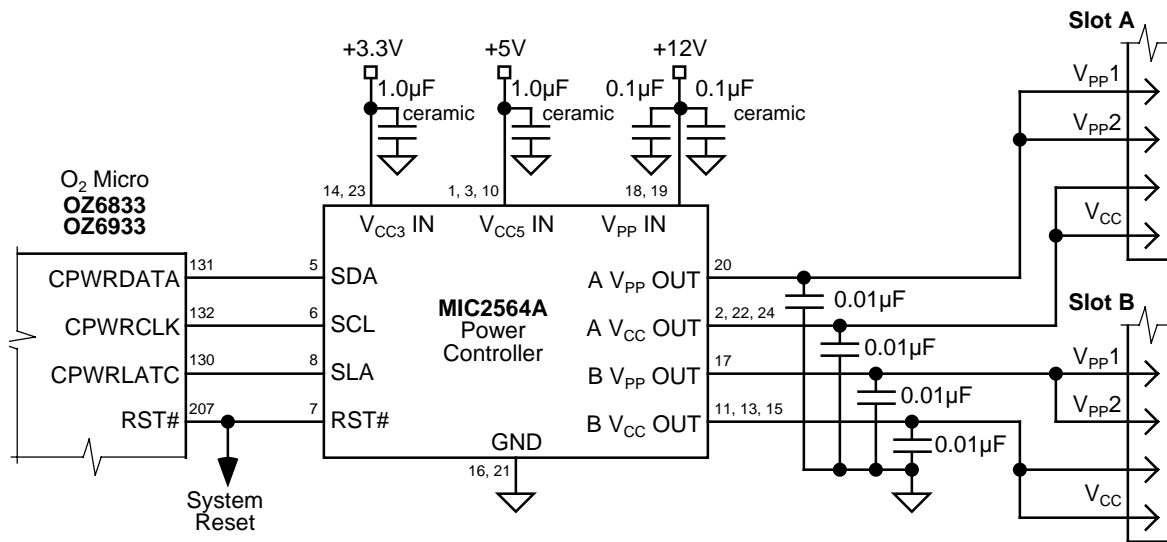 Slot A
+3.3V
+5V
+12V
1.0µF
ceramic
1.0µF
ceramic
0.1µF
0.1µF
ceramic
VPP1
VPP2
VCC
O2 Micro
OZ6833
OZ6933
14, 23
1, 3, 10
18, 19
VCC3 IN
VCC5 IN
VPP IN
CPWRDATA
131
5
SDA
A VPP OUT
20
CPWRCLK
132
6
SCL
MIC2564A
Power
Controller
A VCC OUT
2, 22, 24
0.01µF
CPWRLATC
130
8
SLA
B VPP OUT
17
0.01µF
RST#
207
7
RST#
B VCC OUT
11, 13, 15
0.01µF
0.01µF
GND
16, 21
System
Reset
Slot B
VPP1
VPP2
VCC